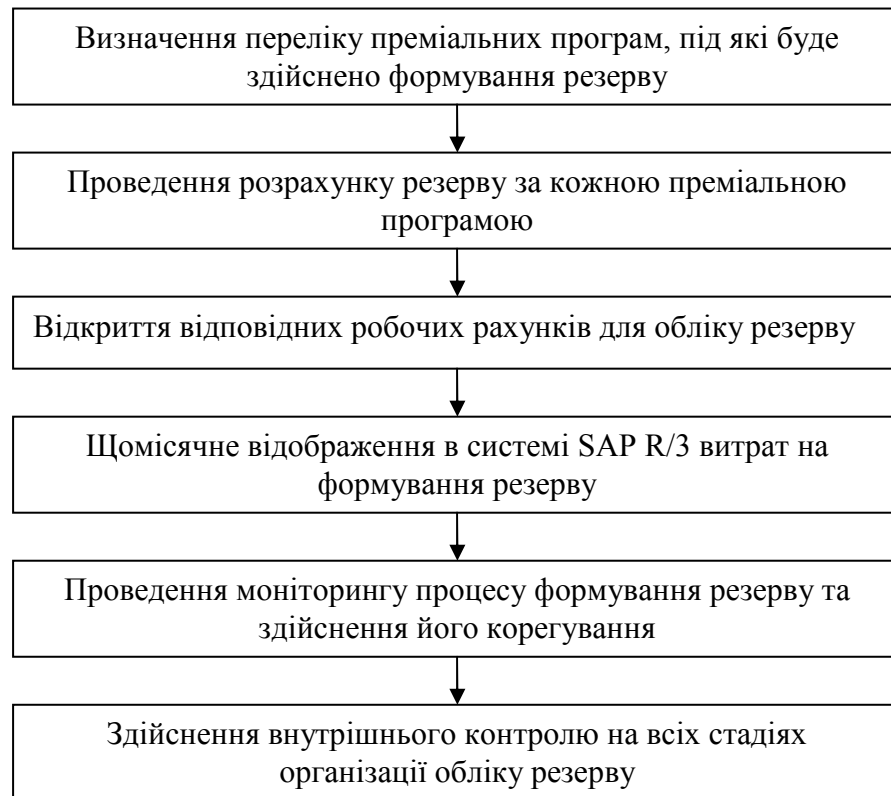 Визначення переліку преміальних програм, під які буде
здійснено формування резерву
Проведення розрахунку резерву за кожною преміальною
програмою
Відкриття відповідних робочих рахунків для обліку резерву
Щомісячне відображення в системі SAP R/3 витрат на
формування резерву
Проведення моніторингу процесу формування резерву та
здійснення його корегування
Здійснення внутрішнього контролю на всіх стадіях
організації обліку резерву